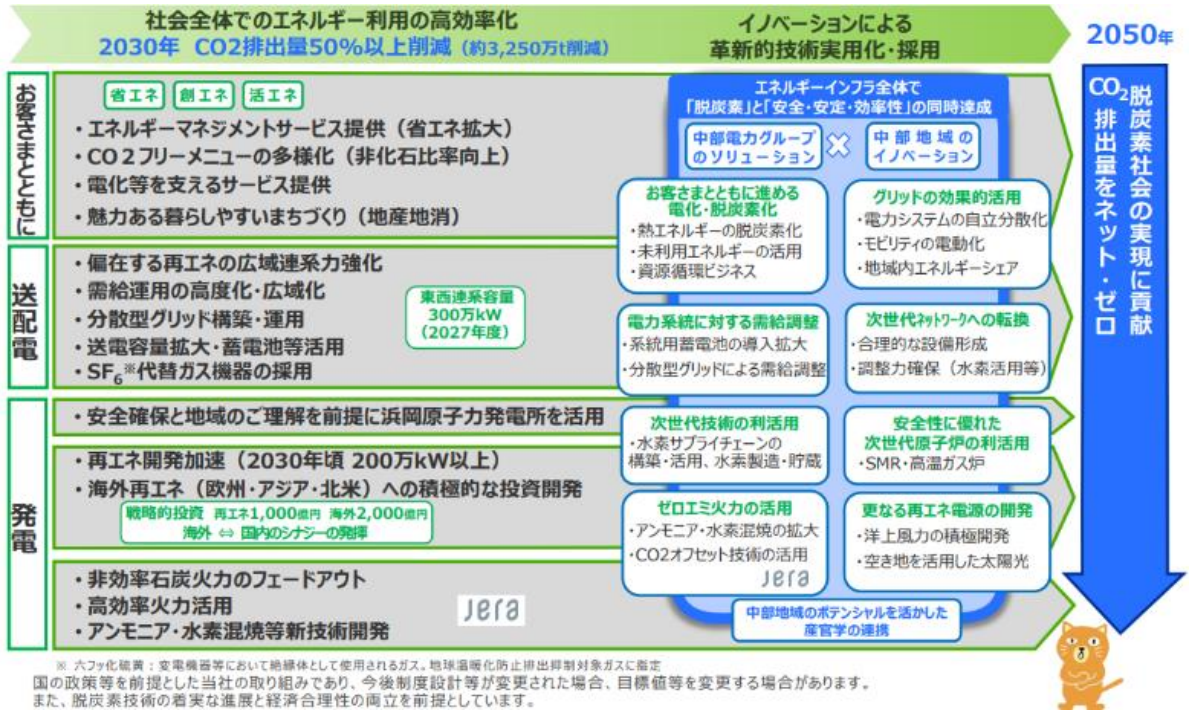 社会全体でのエネルギー利用の高効率化
2030年 CO2排出量50%以上削減（約3,250万t削減）
イノベーションによる
革新的技術実用化・採用
2050年
お客さまとともに
省エネ
創エネ
活エネ
・エネルギーマネジメントサービス提供（省エネ拡大）
・CO２フリーメニューの多様化（非化石比率向上）
・電化等を支えるサービス提供
・魅力ある暮らしやすいまちづくり（地産地消）
送配電
・偏在する再エネの広域連系力強化
・需給運用の高度化・広域化
・分散型グリッド構築・運用
・送電容量拡大・蓄電池等活用
・SF₆※代替ガス機器の採用
東西連系容量
300万kW
（2027年度）
発電
・安全確保と地域のご理解を前提に浜岡原子力発電所を活用
・再エネ開発加速（2030年頃 200万kW以上）
・海外再エネ（欧州・アジア・北米）への積極的な投資開発
戦略的投資 再エネ1,000億円 海外2,000億円
海外 ⇔ 国内のシナジーの発揮
・非効率石炭火力のフェードアウト
・高効率火力活用
・アンモニア・水素混焼等新技術開発
Jera
エネルギーインフラ全体で
「脱炭素」と「安全・安定・効率性」の同時達成
中部電力グループ
のソリューション
×
中部地域の
イノベーション
お客さまとともに進める
電化・脱炭素化
・熱エネルギーの脱炭素化
・未利用エネルギーの活用
・資源循環ビジネス
グリッドの効果的活用
・電力システムの自立分散化
・モビリティの電動化
・地域内エネルギーシェア
電力系統に対する需給調整
・系統用蓄電池の導入拡大
・分散型グリッドによる需給調整
次世代ネットワークへの転換
・合理的な設備形成
・調整力確保（水素活用等）
次世代技術の利活用
・水素サプライチェーンの
構築・活用、水素製造・貯蔵
安全性に優れた
次世代原子炉の利活用
・SMR・高温ガス炉
ゼロエミ火力の活用
・アンモニア・水素混焼の拡大
・CO2オフセット技術の活用
Jera
更なる再エネ電源の開発
・洋上風力の積極開発
・空き地を活用した太陽光
中部地域のポテンシャルを活かした
産官学の連携
脱炭素社会の実現に貢献
CO₂排出量をネット・ゼロ
※ 六フッ化硫黄：変電機器等において絶縁体として使用されるガス。地球温暖化防止排出抑制対象ガスに指定
国の政策等を前提とした当社の取り組みであり、今後制度設計等が変更された場合、目標値等を変更する場合があります。
また、脱炭素技術の着実な進展と経済合理性の両立を前提としています。